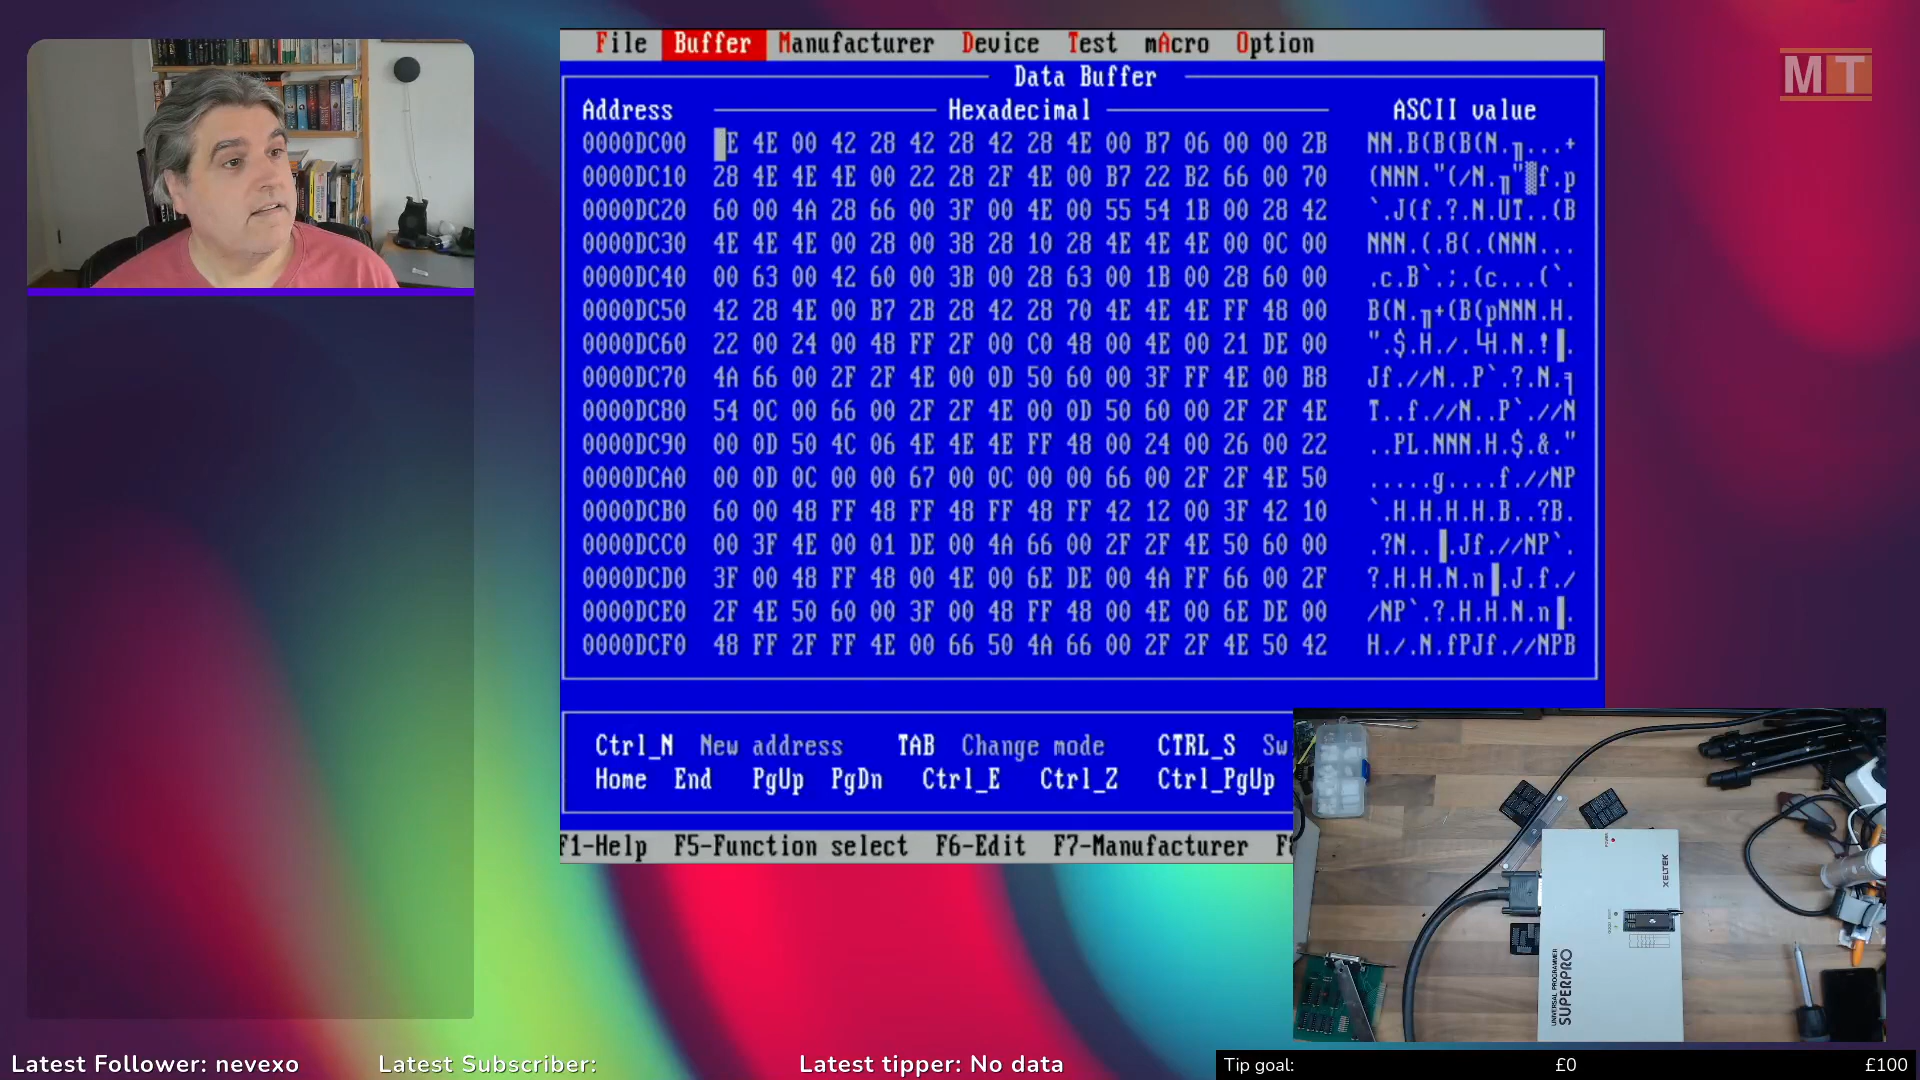 File Buffer Manufacturer Device Test mAcro Option
MT
Data Buffer
Address Hexadecimal ASCII value
0000DC00 E 4E 00 42 28 42 28 42 28 4E 00 B7 06 00 00 2B NN.B(B(B(N.╖...+
0000DC10 28 4E 4E 4E 00 22 28 2F 4E 00 B7 22 B2 66 00 70 (NNN."(/N.╖"▓f.p
0000DC20 60 00 4A 28 66 00 3F 00 4E 00 55 54 1B 00 28 42 `.J(f.?.N.UT..(B
0000DC30 4E 4E 4E 00 28 00 38 28 10 28 4E 4E 4E 00 0C 00 NNN.(.8(.(NNN...
0000DC40 00 63 00 42 60 00 3B 00 28 63 00 1B 00 28 60 00 .c.B`.;.(c...(`.
0000DC50 42 28 4E 00 B7 2B 28 42 28 70 4E 4E 4E FF 48 00 B(N.╖+(B(pNNN.H.
0000DC60 22 00 24 00 48 FF 2F 00 C0 48 00 4E 00 21 DE 00 ".$.H./.└H.N.!▐.
0000DC70 4A 66 00 2F 2F 4E 00 0D 50 60 00 3F FF 4E 00 B8 Jf.//N..P`.?.N.╕
0000DC80 54 0C 00 66 00 2F 2F 4E 00 0D 50 60 00 2F 2F 4E T..f.//N..P`.//N
0000DC90 00 0D 50 4C 06 4E 4E 4E FF 48 00 24 00 26 00 22 ..PL.NNN.H.$.&."
0000DCA0 00 0D 0C 00 00 67 00 0C 00 00 66 00 2F 2F 4E 50 .....g....f.//NP
0000DCB0 60 00 48 FF 48 FF 48 FF 48 FF 42 12 00 3F 42 10 `.H.H.H.H.B..?B.
0000DCC0 00 3F 4E 00 01 DE 00 4A 66 00 2F 2F 4E 50 60 00 .?N..▐.Jf.//NP`.
0000DCD0 3F 00 48 FF 48 00 4E 00 6E DE 00 4A FF 66 00 2F ?.H.H.N.n▐.J.f./
0000DCE0 2F 4E 50 60 00 3F 00 48 FF 48 00 4E 00 6E DE 00 /NP`.?.H.H.N.n▐.
0000DCF0 48 FF 2F FF 4E 00 66 50 4A 66 00 2F 2F 4E 50 42 H./.N.fPJf.//NPB
Ctrl_N New address TAB Change mode CTRL_S Sw
Home End PgUp PgDn Ctrl_E Ctrl_Z Ctrl_PgUp
F1-Help F5-Function select F6-Edit F7-Manufacturer F8
XELTEK
UNIVERSAL PROGRAMMER
SUPERPRO
Latest Follower: nevexo Latest Subscriber: Latest tipper: No data Tip goal: £0 £100